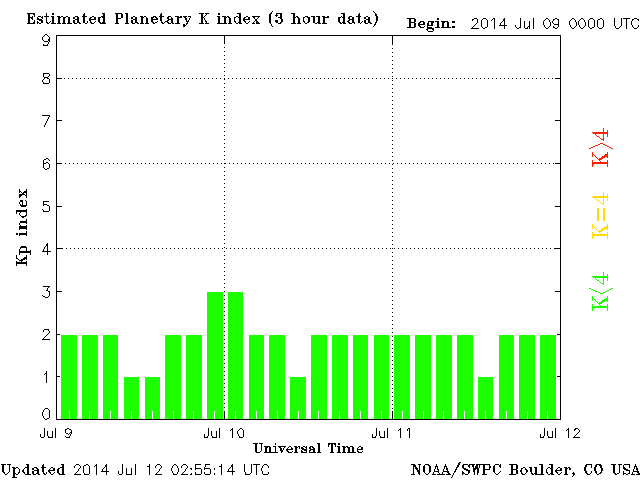 Estimated Planetary K index (3 hour data) Begin: 2014 Jul 09 0000 UTC
9
8
7
6
5
4
3
2
1
0
Kp index
Jul 9 Jul 10 Jul 11 Jul 12
Universal Time
K>4
K=4
K<4
Updated 2014 Jul 12 02:55:14 UTC NOAA/SWPC Boulder, CO USA